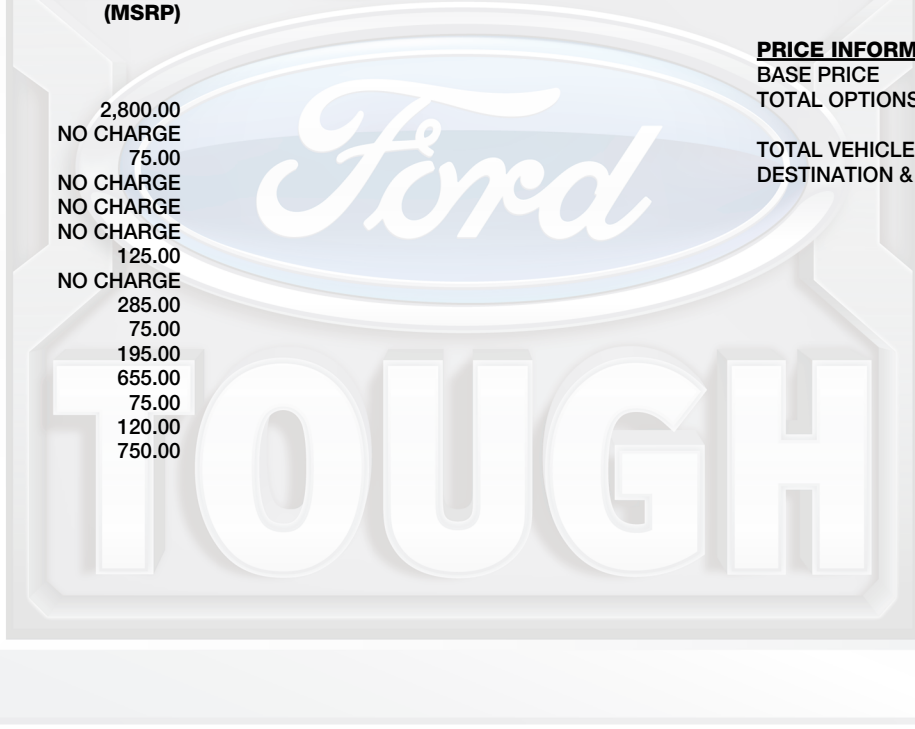 (MSRP)
2,800.00
NO CHARGE
75.00
NO CHARGE
NO CHARGE
NO CHARGE
125.00
NO CHARGE
285.00
75.00
195.00
655.00
75.00
120.00
750.00
PRICE INFORM
BASE PRICE
TOTAL OPTIONS
TOTAL VEHICLE
DESTINATION &
Ford
TOUGH